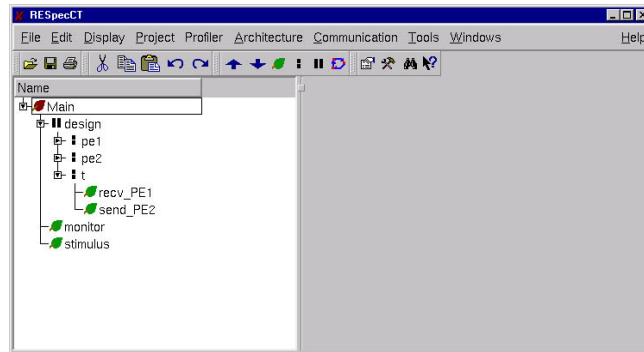 RESpecCT
File Edit Display Project Profiler Architecture Communication Tools Windows Help
Name
Main
design
pe1
pe2
t
recv_PE1
send_PE2
monitor
stimulus